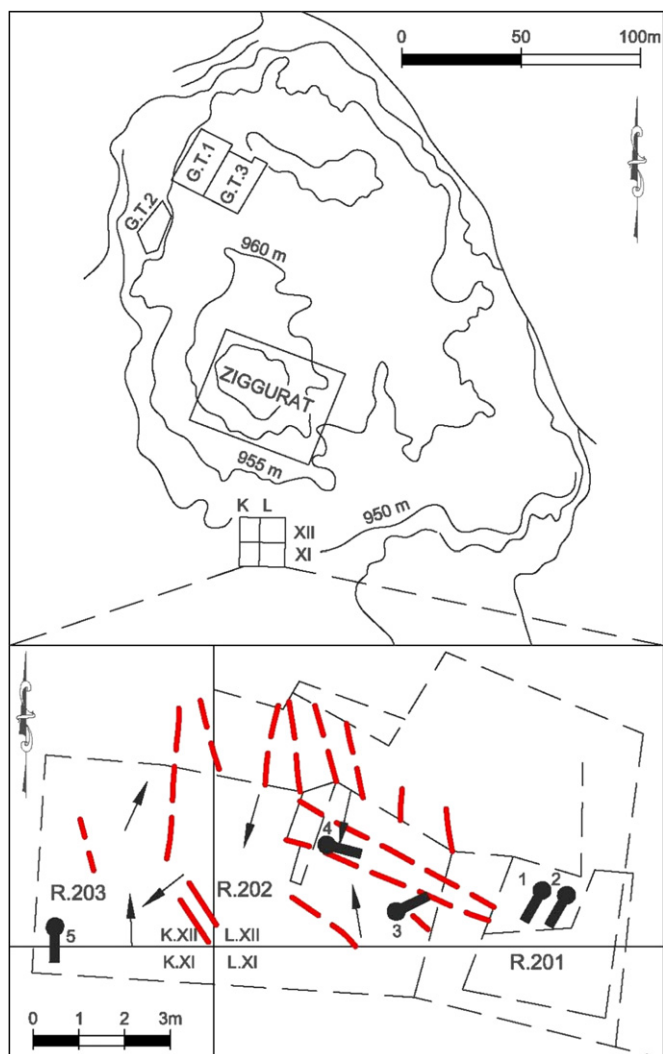 0 50 100m
G.T.1
G.T.3
G.T.2
960 m
ZIGGURAT
955 m
K L
950 m
XII
XI
4
1 2
R.203
R.202
3
5
K.XII L.XII
K.XI L.XI
R.201
0 1 2 3m